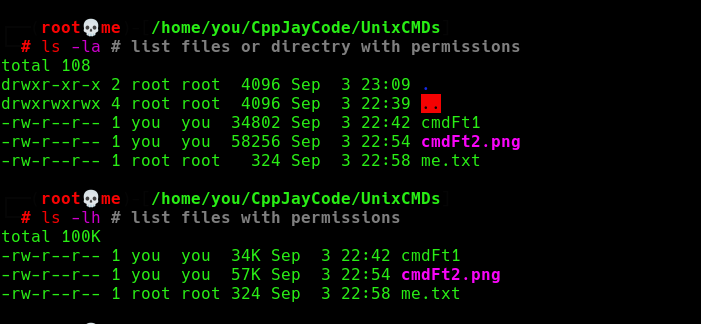 root💀me /home/you/CppJayCode/UnixCMDs
# ls -la # list files or directry with permissions
total 108
drwxr-xr-x 2 root root  4096 Sep  3 23:09 .
drwxrwxrwx 4 root root  4096 Sep  3 22:39 ..
-rw-r--r-- 1 you  you  34802 Sep  3 22:42 cmdFt1
-rw-r--r-- 1 you  you  58256 Sep  3 22:54 cmdFt2.png
-rw-r--r-- 1 root root   324 Sep  3 22:58 me.txt
root💀me /home/you/CppJayCode/UnixCMDs
# ls -lh # list files with permissions
total 100K
-rw-r--r-- 1 you  you  34K Sep  3 22:42 cmdFt1
-rw-r--r-- 1 you  you  57K Sep  3 22:54 cmdFt2.png
-rw-r--r-- 1 root root 324 Sep  3 22:58 me.txt